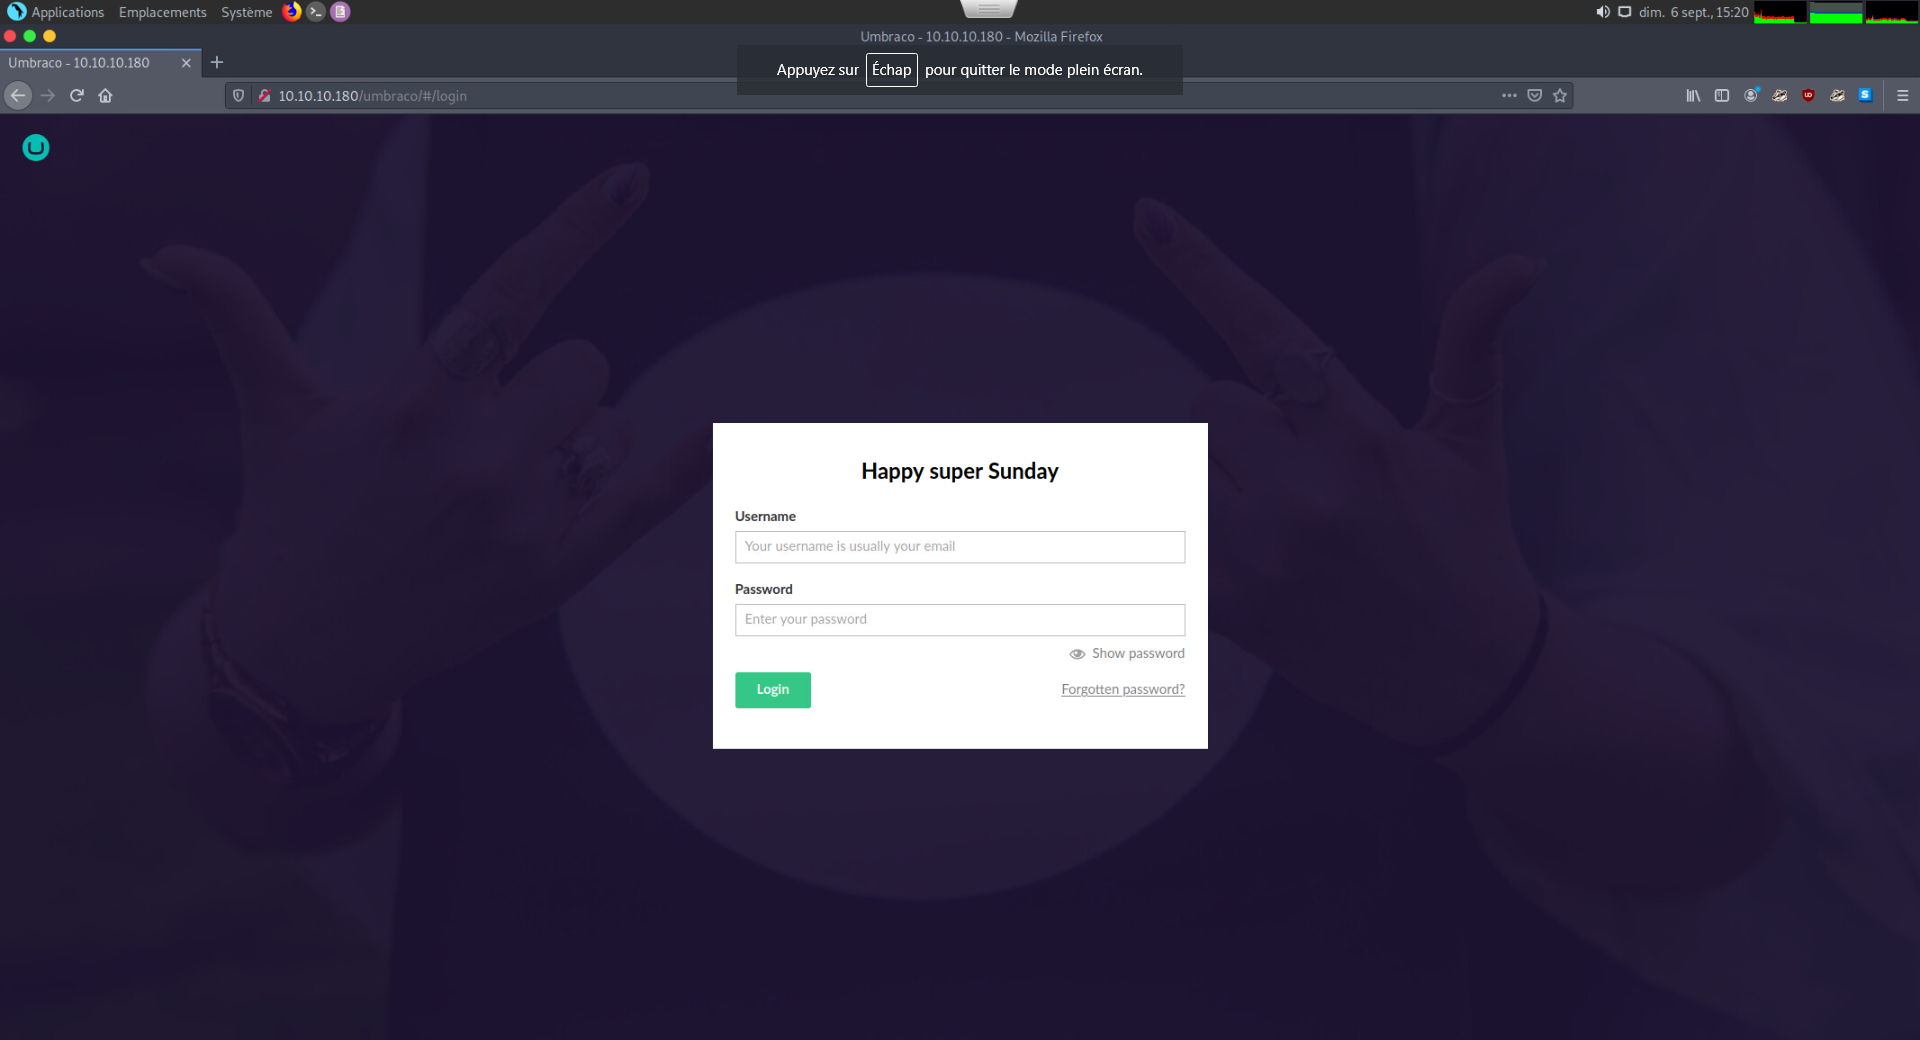 Applications Emplacements Système dim. 6 sept., 15:20
Umbraco - 10.10.10.180 - Mozilla Firefox
Umbraco - 10.10.10.180
Appuyez sur Échap pour quitter le mode plein écran.
10.10.10.180/umbraco/#/login
Happy super Sunday
Username
Your username is usually your email
Password
Enter your password
Show password
Login Forgotten password?